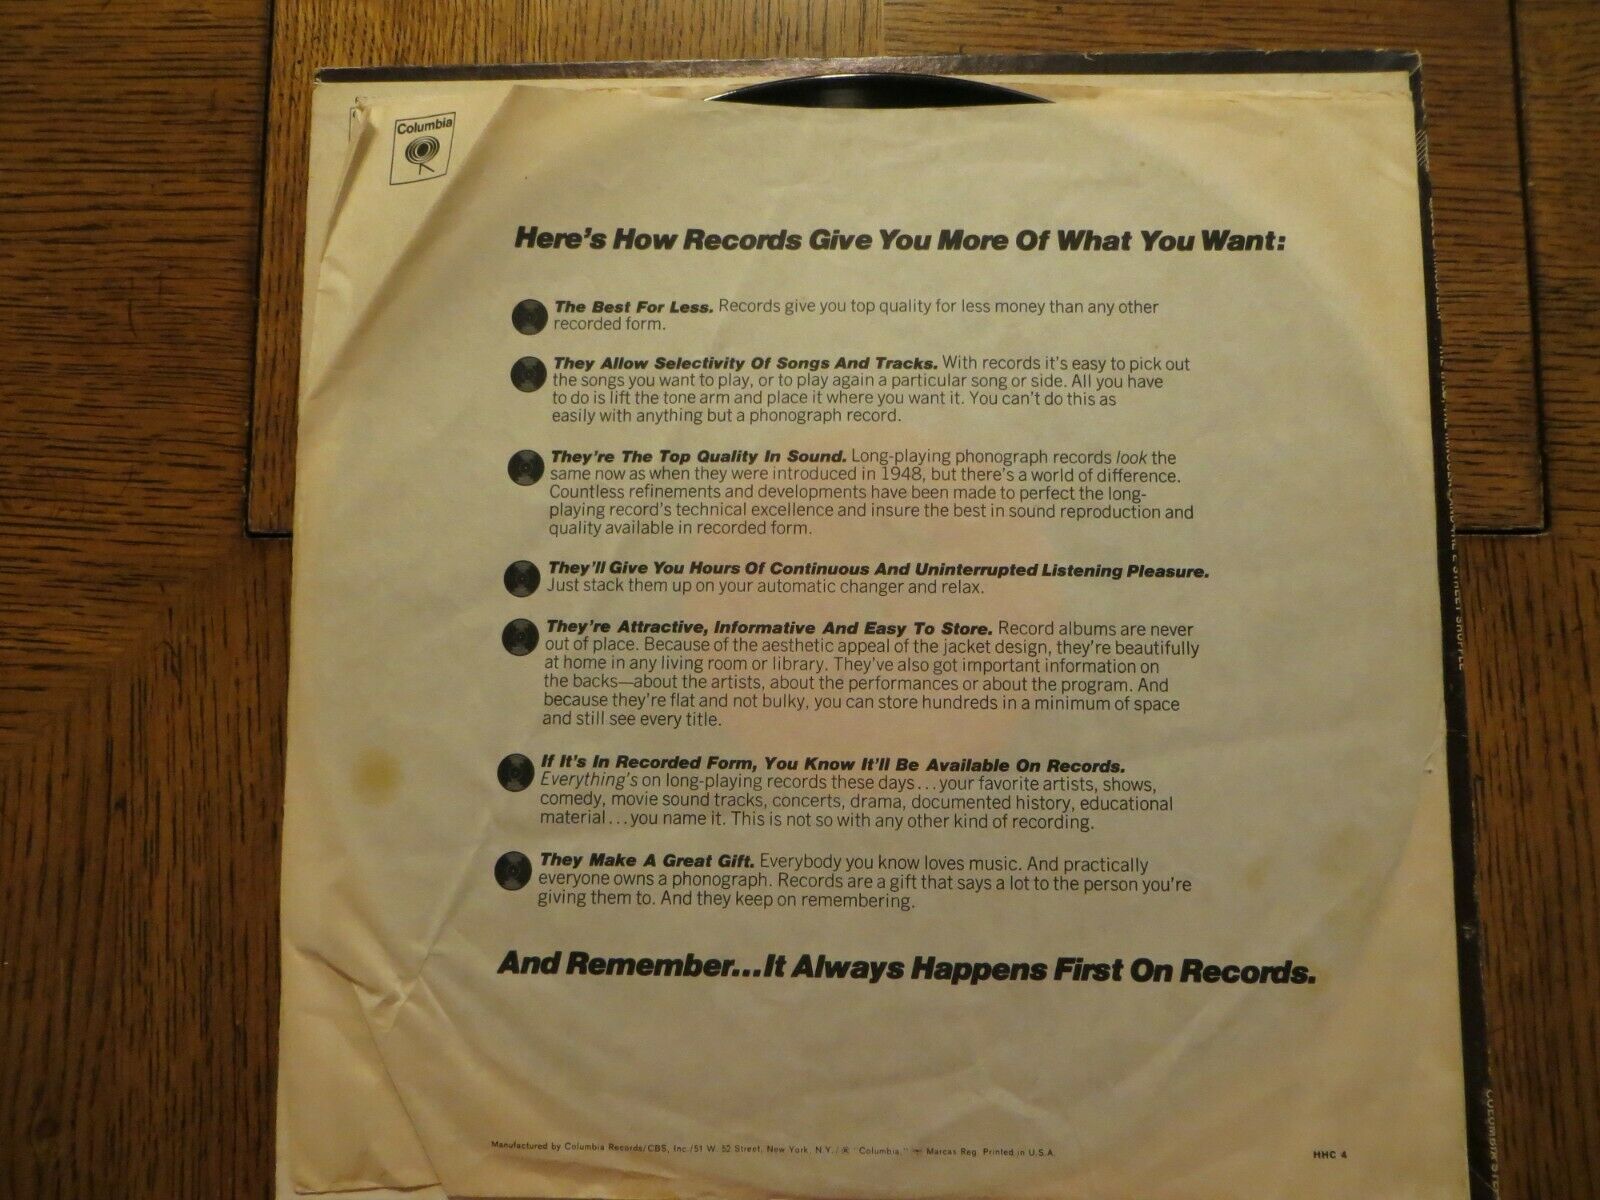 Columbia
Here's How Records Give You More Of What You Want:
The Best For Less. Records give you top quality for less money than any other
recorded form.
They Allow Selectivity Of Songs And Tracks. With records it's easy to pick out
the songs you want to play, or to play again a particular song or side. All you have
to do is lift the tone arm and place it where you want it. You can't do this as
easily with anything but a phonograph record.
They're The Top Quality In Sound. Long-playing phonograph records look the
same now as when they were introduced in 1948, but there's a world of difference.
Countless refinements and developments have been made to perfect the long-
playing record's technical excellence and insure the best in sound reproduction and
quality available in recorded form.
They'll Give You Hours Of Continuous And Uninterrupted Listening Pleasure.
Just stack them up on your automatic changer and relax.
They're Attractive, Informative And Easy To Store. Record albums are never
out of place. Because of the aesthetic appeal of the jacket design, they're beautifully
at home in any living room or library. They've also got important information on
the backs—about the artists, about the performances or about the program. And
because they're flat and not bulky, you can store hundreds in a minimum of space
and still see every title.
If It's In Recorded Form, You Know It'll Be Available On Records.
Everything's on long-playing records these days...your favorite artists, shows,
comedy, movie sound tracks, concerts, drama, documented history, educational
material...you name it. This is not so with any other kind of recording.
They Make A Great Gift. Everybody you know loves music. And practically
everyone owns a phonograph. Records are a gift that says a lot to the person you're
giving them to. And they keep on remembering.
And Remember...It Always Happens First On Records.
Manufactured by Columbia Records/CBS, Inc./51 W. 52 Street, New York, N.Y./® "Columbia," Marcas Reg. Printed in U.S.A.
HHC 4
THE E STREET SHUFFLE